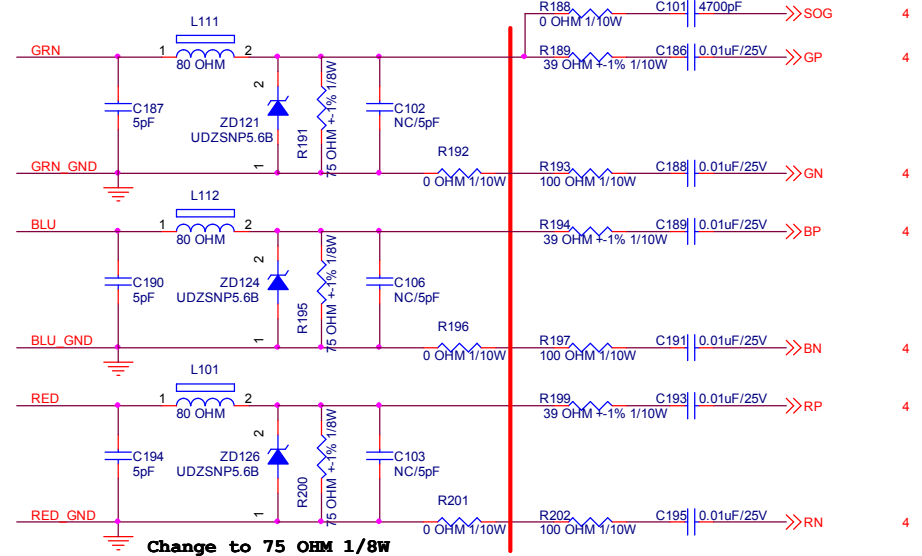 R188
C101 4700pF
SOG 4
0 OHM 1/10W
L111
GRN 1 2
80 OHM
R189 C186 0.01uF/25V
GP 4
39 OHM +-1% 1/10W
2
C187
5pF
ZD121
UDZSNP5.6B
R191
75 OHM +-1% 1/8W
C102
NC/5pF
1
R192
GRN_GND
0 OHM 1/10W
R193 C188 0.01uF/25V
GN 4
100 OHM 1/10W
L112
BLU 1 2
80 OHM
R194 C189 0.01uF/25V
BP 4
39 OHM +-1% 1/10W
2
C190
5pF
ZD124
UDZSNP5.6B
R195
75 OHM +-1% 1/8W
C106
NC/5pF
1
R196
BLU_GND
0 OHM 1/10W
R197 C191 0.01uF/25V
BN 4
100 OHM 1/10W
L101
RED 1 2
80 OHM
R199 C193 0.01uF/25V
RP 4
39 OHM +-1% 1/10W
2
C194
5pF
ZD126
UDZSNP5.6B
R200
75 OHM +-1% 1/8W
C103
NC/5pF
1
R201
RED_GND
0 OHM 1/10W
R202 C195 0.01uF/25V
RN 4
100 OHM 1/10W
Change to 75 OHM 1/8W